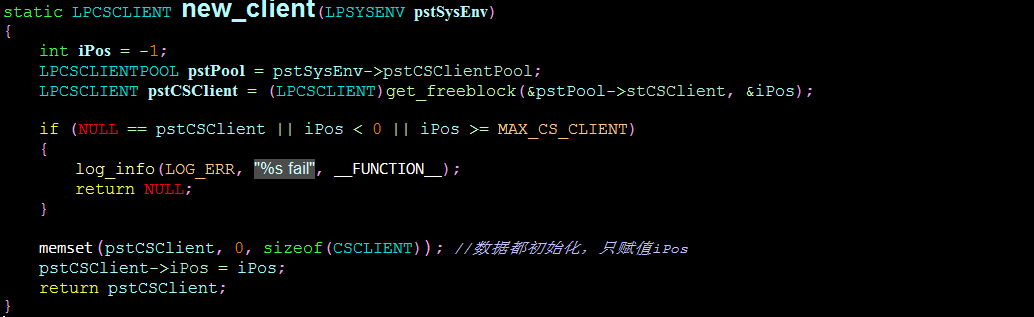 static LPCSCLIENT new_client(LPSYSENV pstSysEnv)
{
int iPos = -1;
LPCSCLIENTPOOL pstPool = pstSysEnv->pstCSClientPool;
LPCSCLIENT pstCSClient = (LPCSCLIENT)get_freeblock(&pstPool->stCSClient, &iPos);
if (NULL == pstCSClient || iPos < 0 || iPos >= MAX_CS_CLIENT)
{
log_info(LOG_ERR, "%s fail", __FUNCTION__);
return NULL;
}
memset(pstCSClient, 0, sizeof(CSCLIENT)); //数据都初始化，只赋值iPos
pstCSClient->iPos = iPos;
return pstCSClient;
}